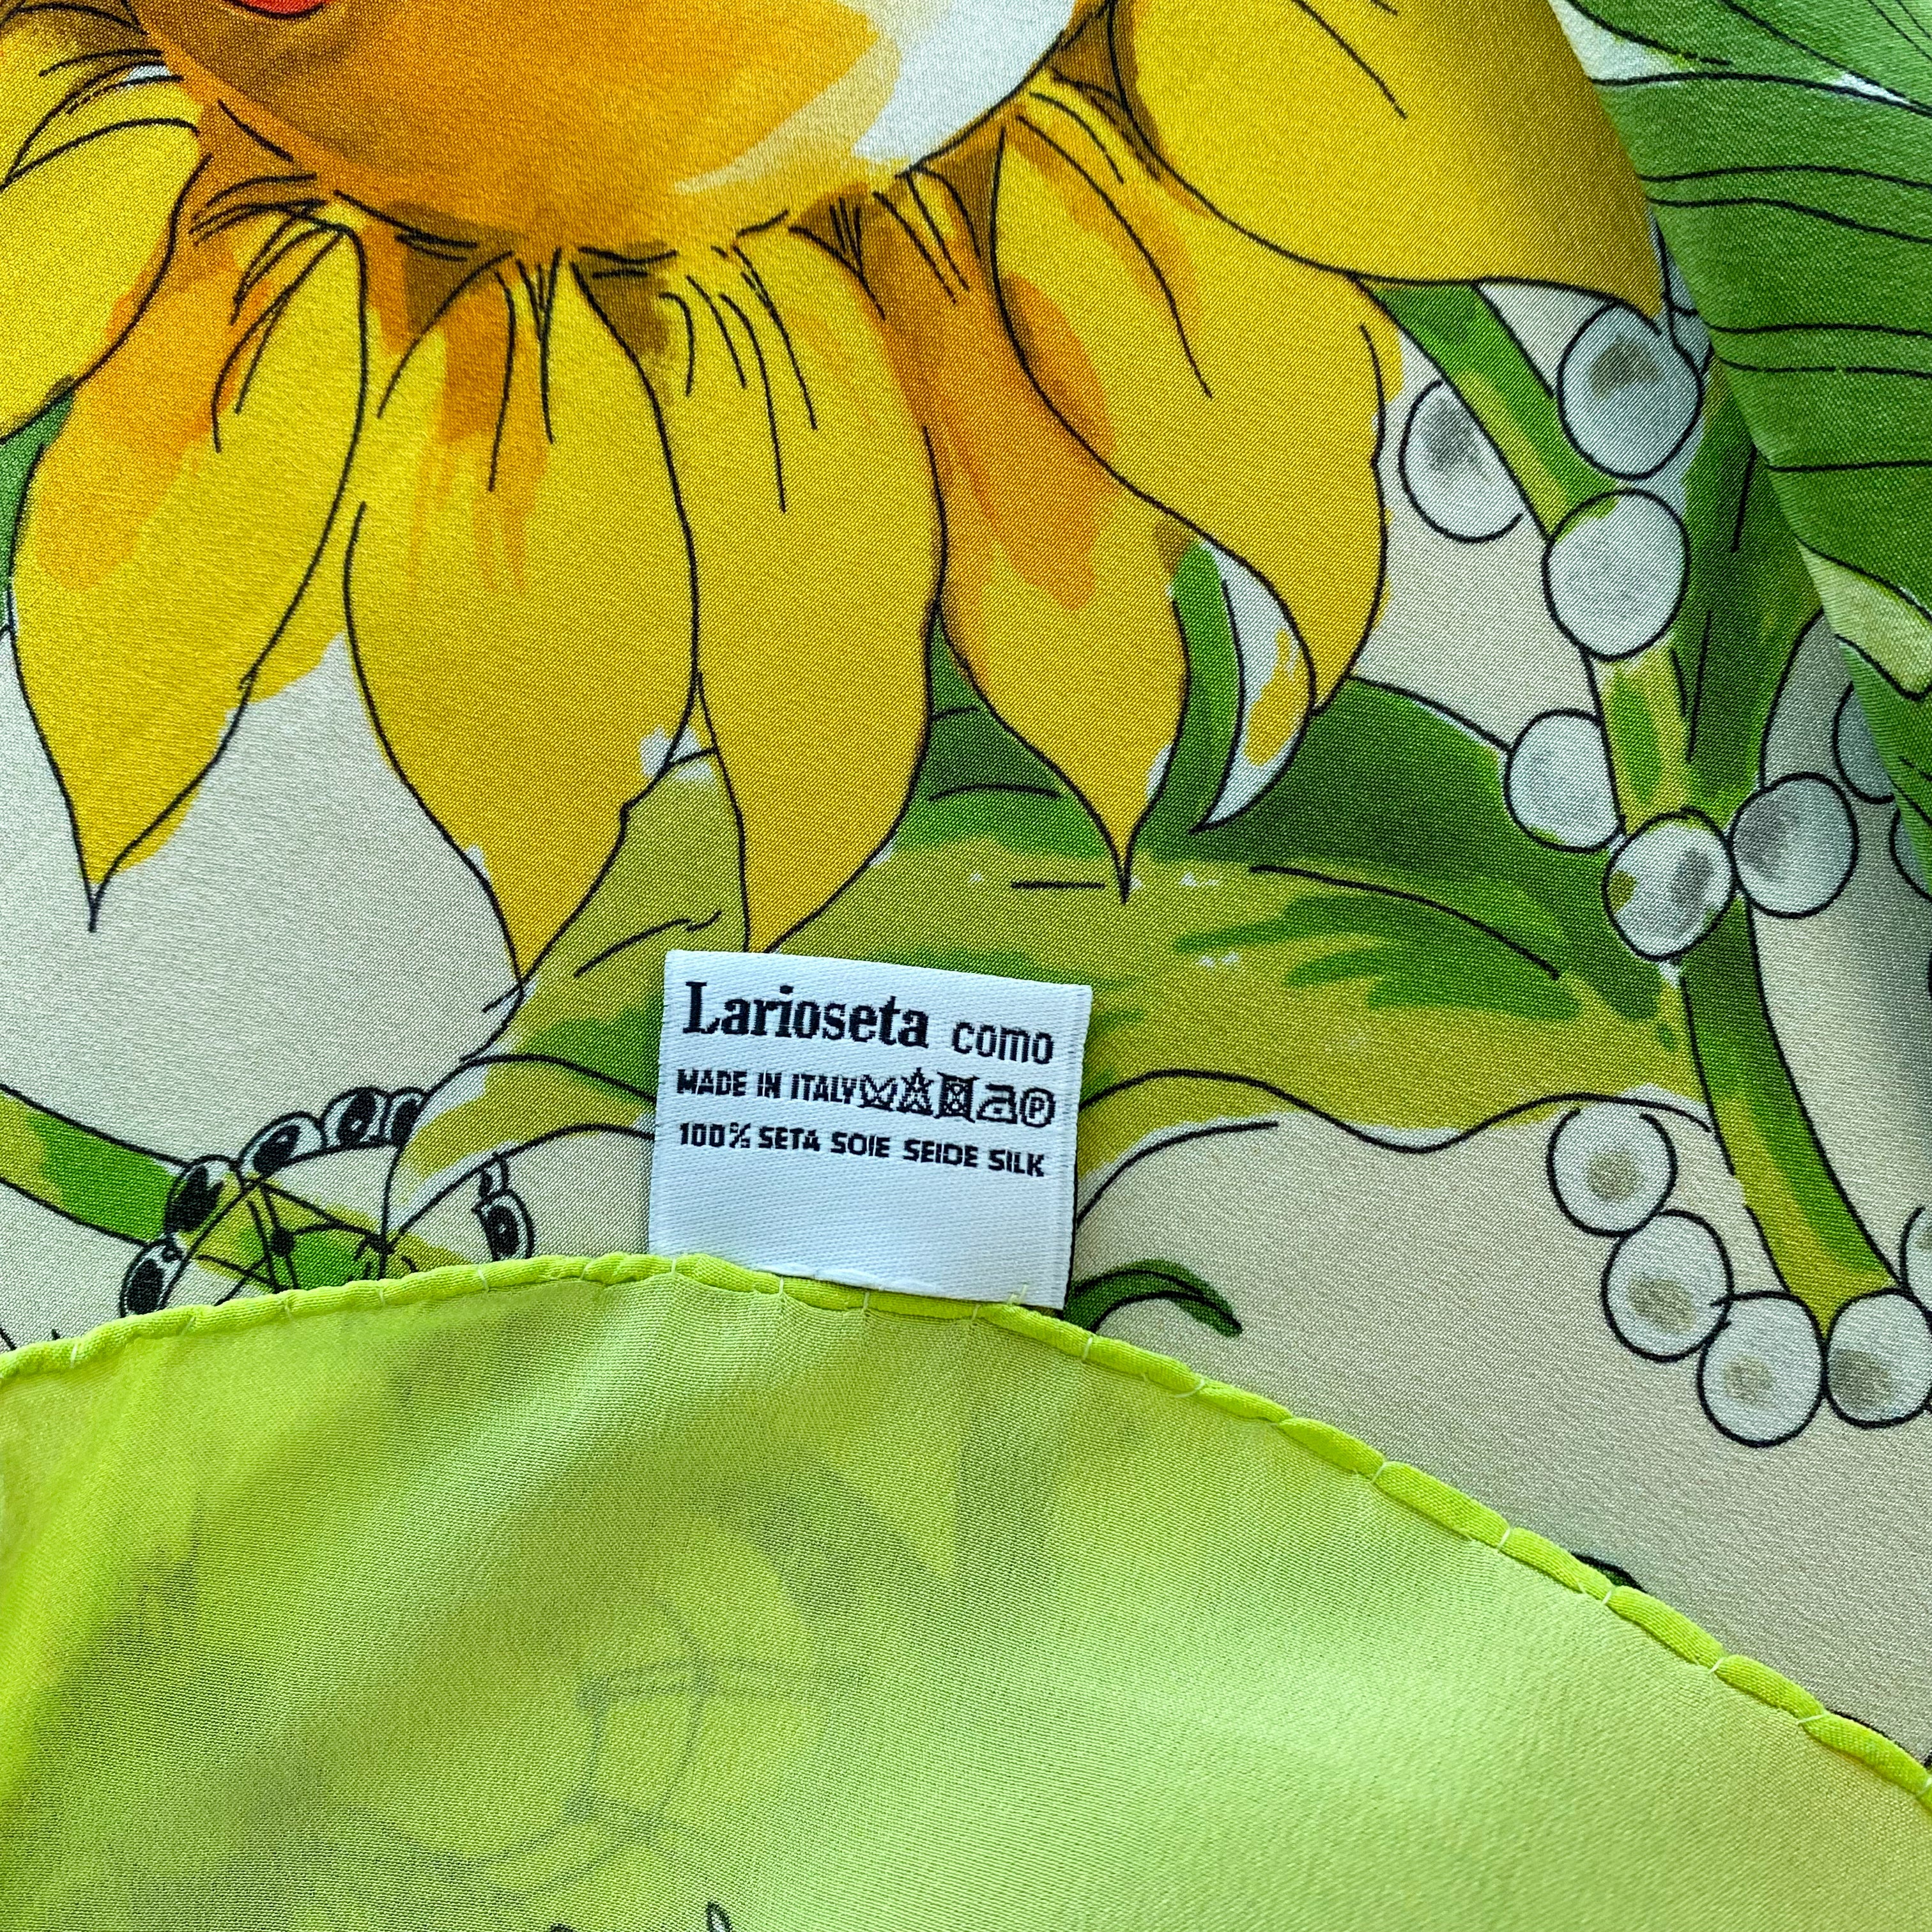 Larioseta como
MADE IN ITALY P
100% SETA SOIE SEIDE SILK